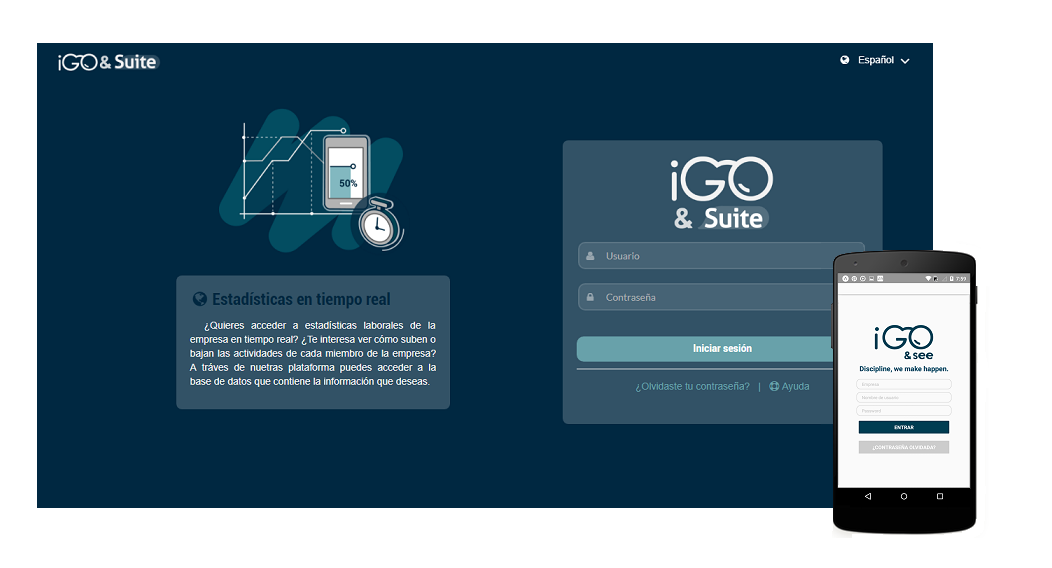 iGO & Suite
Español
50%
iGO
& Suite
Usuario
Contraseña
Iniciar sesión
¿Olvidaste tu contraseña? | Ayuda
Estadísticas en tiempo real
¿Quieres acceder a estadísticas laborales de la
empresa en tiempo real? ¿Te interesa ver cómo suben o
bajan las actividades de cada miembro de la empresa?
A tráves de nuetras plataforma puedes acceder a la
base de datos que contiene la información que deseas.
7:59
iGO
& see
Discipline, we make happen.
Empresa
Nombre de usuario
Password
ENTRAR
¿CONTRASEÑA OLVIDADA?